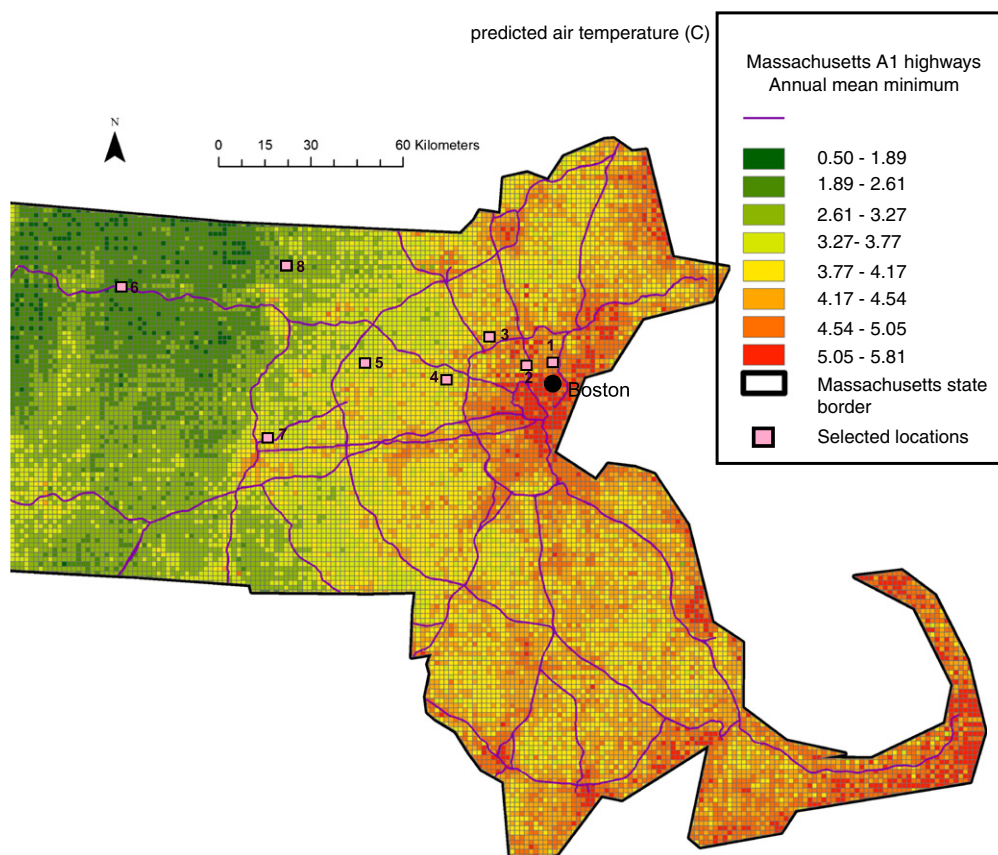 predicted air temperature (C)
Massachusetts A1 highways
Annual mean minimum
N
0 15 30 60 Kilometers
0.50 - 1.89
1.89 - 2.61
2.61 - 3.27
3.27- 3.77
3.77 - 4.17
4.17 - 4.54
4.54 - 5.05
5.05 - 5.81
Massachusetts state
border
Selected locations
8
6
3
1
5
4
2
Boston
7